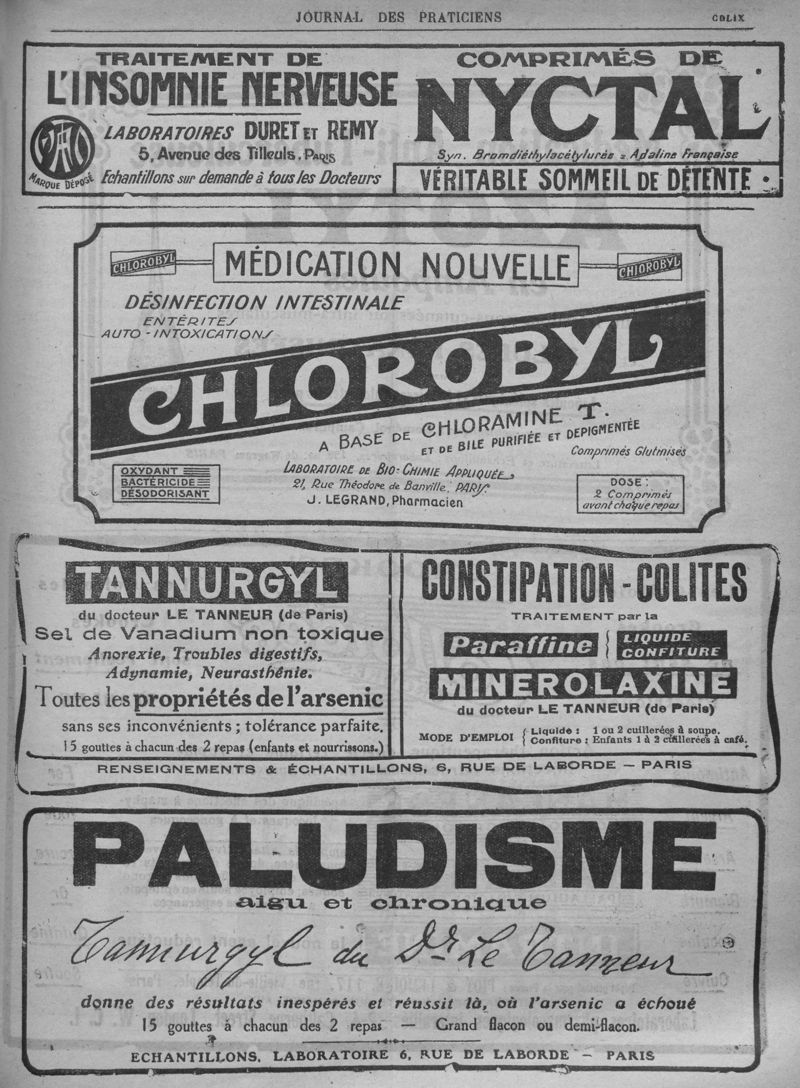 JOURNAL DES PRATICIENS
COLIX
TRAITEMENT DE
L'INSOMNIE NERVEUSE
LABORATOIRES DURET ET REMY
5, Avenue des Tilleuls, PARIS
MARQUE DÉPOSÉ
Échantillons sur demande à tous les Docteurs
COMPRIMÉS DE
NYCTAL
Syn. Bromdiéthylacétylurée = Adaline Française
VÉRITABLE SOMMEIL DE DÉTENTE
CHLOROBYL
MÉDICATION NOUVELLE
CHLOROBYL
DÉSINFECTION INTESTINALE
ENTÉRITES
AUTO-INTOXICATIONS
CHLOROBYL
A BASE DE CHLORAMINE T.
ET DE BILE PURIFIÉE ET DÉPIGMENTÉE
Comprimés Glutinisés
OXYDANT
BACTÉRICIDE
DÉSODORISANT
LABORATOIRE DE BIO-CHIMIE APPLIQUÉE,
21, Rue Théodore de Banville, PARIS.
J. LEGRAND, Pharmacien
DOSE:
2 Comprimés
avant chaque repas
TANNURGYL
du docteur LE TANNEUR (de Paris)
Sel de Vanadium non toxique
Anorexie, Troubles digestifs,
Adynamie, Neurasthénie.
Toutes les propriétés de l'arsenic
sans ses inconvénients ; tolérance parfaite.
15 gouttes à chacun des 2 repas (enfants et nourrissons.)
CONSTIPATION - COLITES
TRAITEMENT par la
Paraffine { LIQUIDE
CONFITURE
MINEROLAXINE
du docteur LE TANNEUR (de Paris)
MODE D'EMPLOI { Liquide : 1 ou 2 cuillerées à soupe.
Confiture : Enfants 1 à 2 cuillerées à café.
RENSEIGNEMENTS & ÉCHANTILLONS, 6, RUE DE LABORDE — PARIS
PALUDISME
aigu et chronique
Tannurgyl du Dr Le Tanneur
donne des résultats inespérés et réussit là, où l'arsenic a échoué
15 gouttes à chacun des 2 repas — Grand flacon ou demi-flacon.
ECHANTILLONS, LABORATOIRE 6, RUE DE LABORDE — PARIS